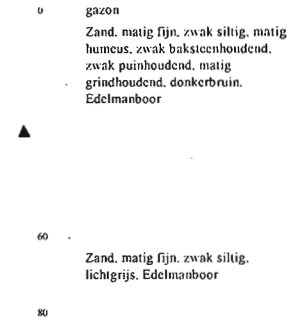 0 gazon
Zand. matig fijn. zwak siltig, matig
humeus, zwak baksteenhoudend.
zwak puinhoudend, matig
grindhoudend, donkerbruin.
Edelmanboor
60
Zand. matig fijn. zwak siltig.
lichtgrijs. Edelmanboor
80